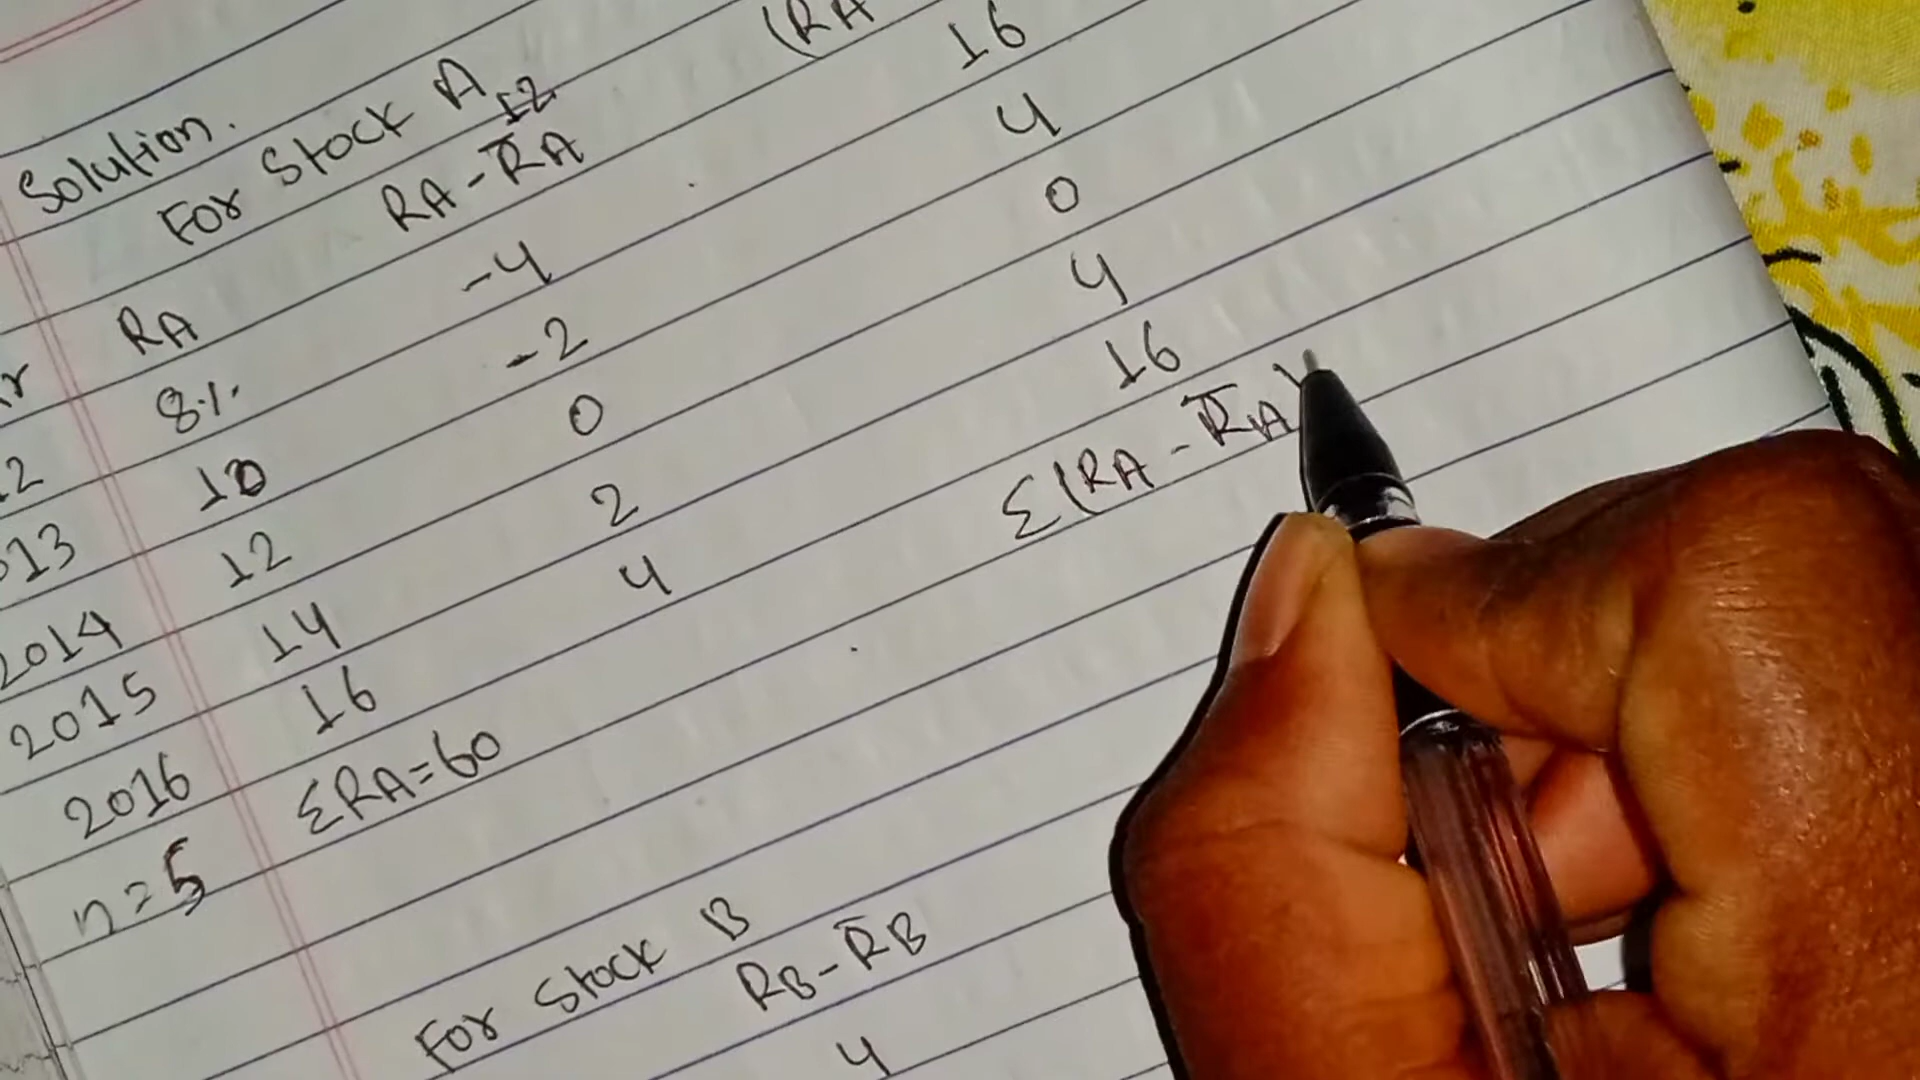 Solution.
For Stock A
12
RA RA - R̄A (RA
8%. -4 16
2013 10 -2 4
2014 12 0 0
2015 14 2 4
2016 16 4 16
n = 5 ΣRA = 60 Σ(RA - R̄A)
For Stock B
RB - R̄B
4